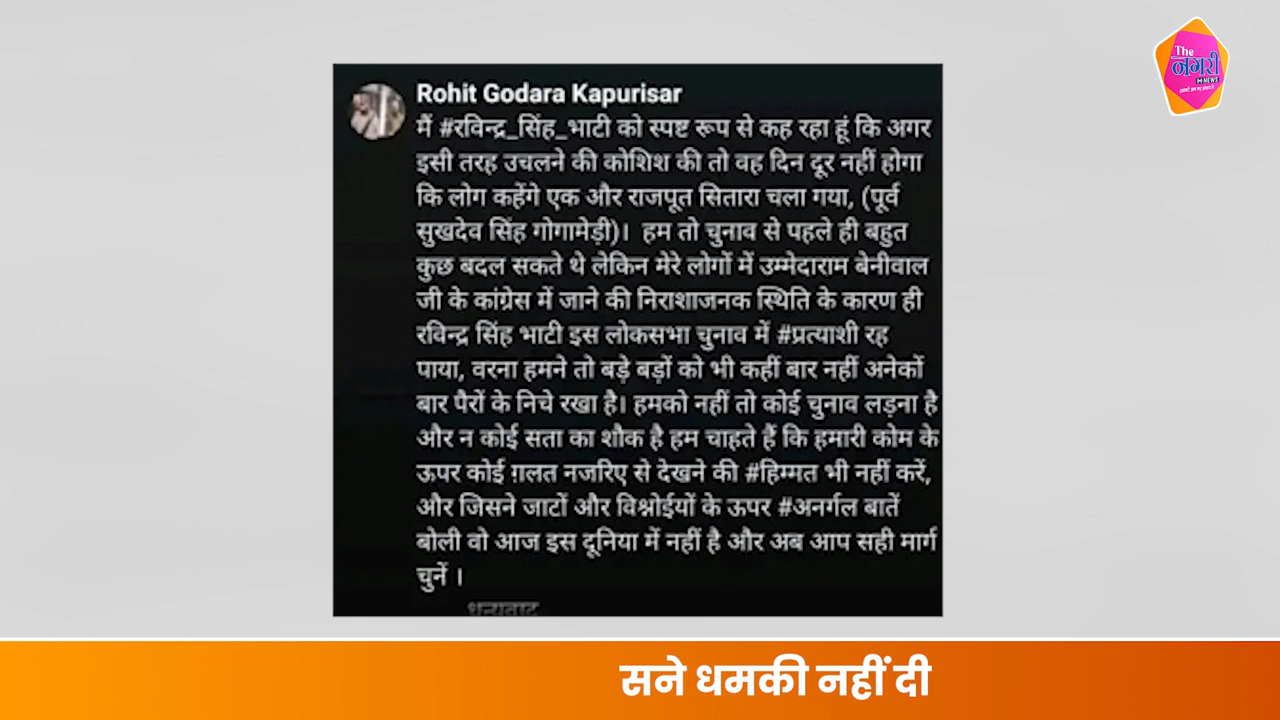 The
नगरी
NEWS
Rohit Godara Kapurisar
मैं #रविन्द्र_सिंह_भाटी को स्पष्ट रूप से कह रहा हूं कि अगर
इसी तरह उचलने की कोशिश की तो वह दिन दूर नहीं होगा
कि लोग कहेंगे एक और राजपूत सितारा चला गया, (पूर्व
सुखदेव सिंह गोगामेड़ी)। हम तो चुनाव से पहले ही बहुत
कुछ बदल सकते थे लेकिन मेरे लोगों में उम्मेदाराम बेनीवाल
जी के कांग्रेस में जाने की निराशाजनक स्थिति के कारण ही
रविन्द्र सिंह भाटी इस लोकसभा चुनाव में #प्रत्याशी रह
पाया, वरना हमने तो बड़े बड़ों को भी कहीं बार नहीं अनेकों
बार पैरों के निचे रखा है। हमको नहीं तो कोई चुनाव लड़ना है
और न कोई सता का शौक है हम चाहते हैं कि हमारी कोम के
ऊपर कोई ग़लत नजरिए से देखने की #हिम्मत भी नहीं करें,
और जिसने जाटों और विश्नोईयों के ऊपर #अनर्गल बातें
बोली वो आज इस दूनिया में नहीं है और अब आप सही मार्ग
चुनें ।
धन्यवाद
सने धमकी नहीं दी